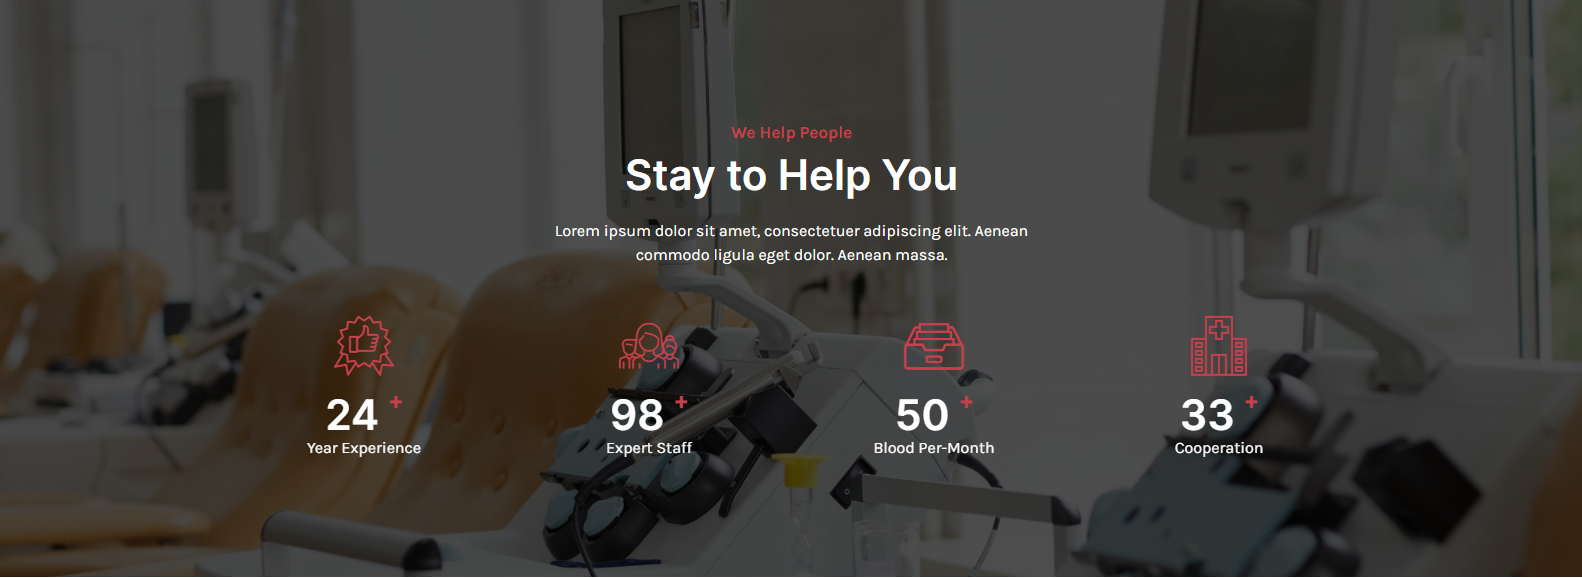 We Help People
Stay to Help You
Lorem ipsum dolor sit amet, consectetuer adipiscing elit. Aenean
commodo ligula eget dolor. Aenean massa.
24 +
Year Experience
98 +
Expert Staff
50 +
Blood Per-Month
33 +
Cooperation